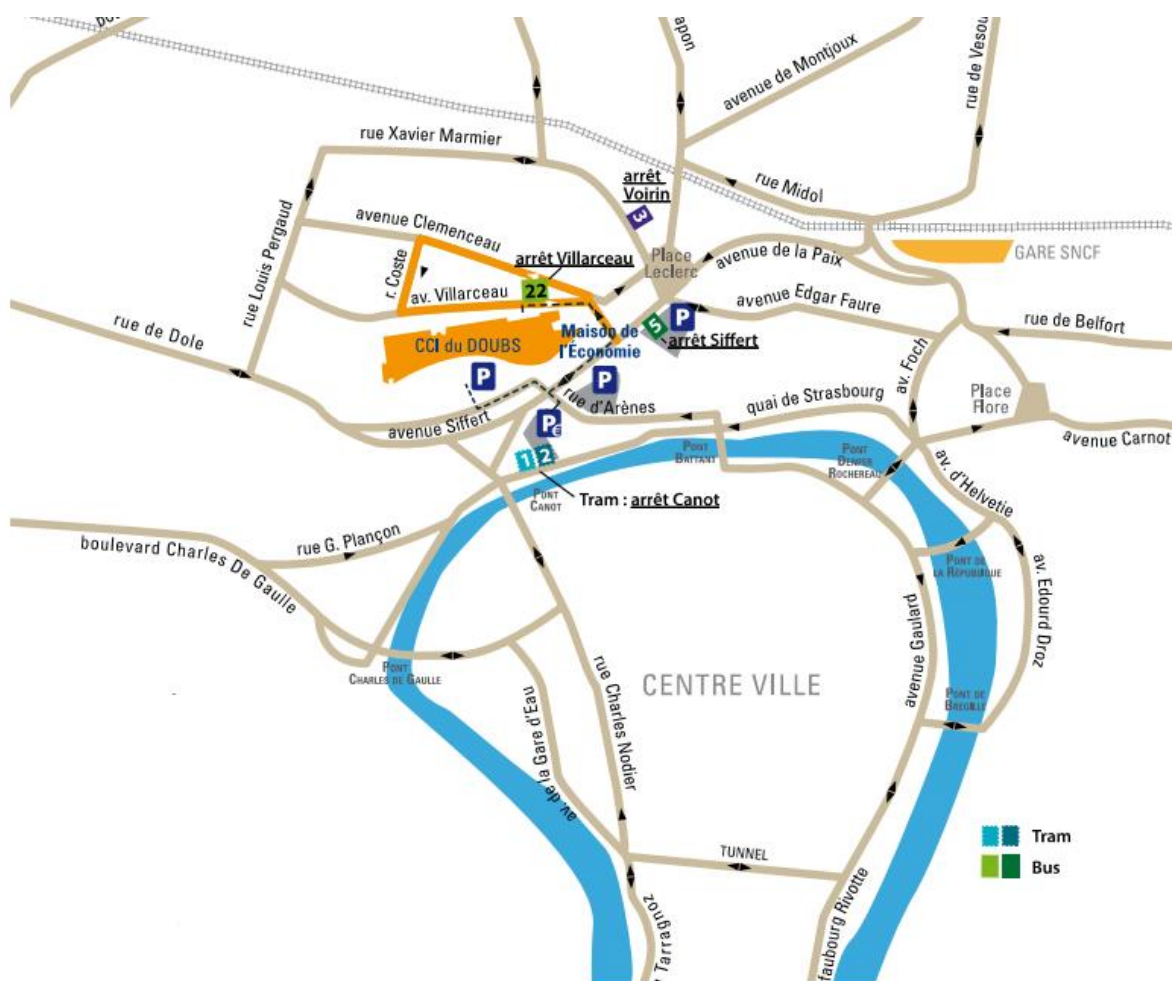 avenue de Montjoux
rue de Vesou
rue Xavier Marmier
rue Midol
arrêt
Voirin
3
avenue Clemenceau
Place
Leclerc
avenue de la Paix
GARE SNCF
arrêt Villarceau
r. Coste
rue Louis Pergaud
av. Villarceau
22
avenue Edgar Faure
rue de Belfort
rue de Dole
5
P
CCI du DOUBS
Maison de
l'Économie
arrêt Siffert
av. Foch
P
P
rue d'Arènes
quai de Strasbourg
Place
Flore
avenue Siffert
P€
avenue Carnot
PONT
BATTANT
PONT
DENFER
ROCHEREAU
1 2
PONT
CANOT
Tram : arrêt Canot
av. d'Helvetie
rue G. Plançon
boulevard Charles De Gaulle
PONT DE
LA RÉPUBLIQUE
av. Edourd Droz
avenue Gaulard
PONT
CHARLES DE GAULLE
CENTRE VILLE
PONT DE
BREGILLE
av. de la Gare d'Eau
rue Charles Nodier
Tram
TUNNEL
Bus
Tarragnoz
faubourg Rivotte